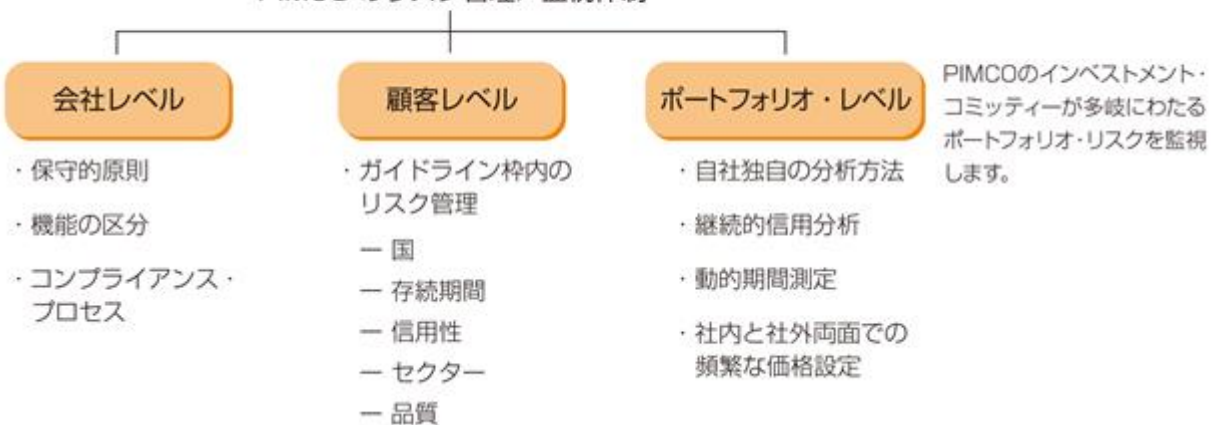 会社レベル
・保守的原則
・機能の区分
・コンプライアンス・
プロセス
顧客レベル
・ガイドライン枠内の
リスク管理
ー 国
ー 存続期間
ー 信用性
ー セクター
ー 品質
ポートフォリオ・レベル
・自社独自の分析方法
・継続的信用分析
・動的期間測定
・社内と社外両面での
頻繁な価格設定
PIMCOのインベストメント・
コミッティーが多岐にわたる
ポートフォリオ・リスクを監視
します。